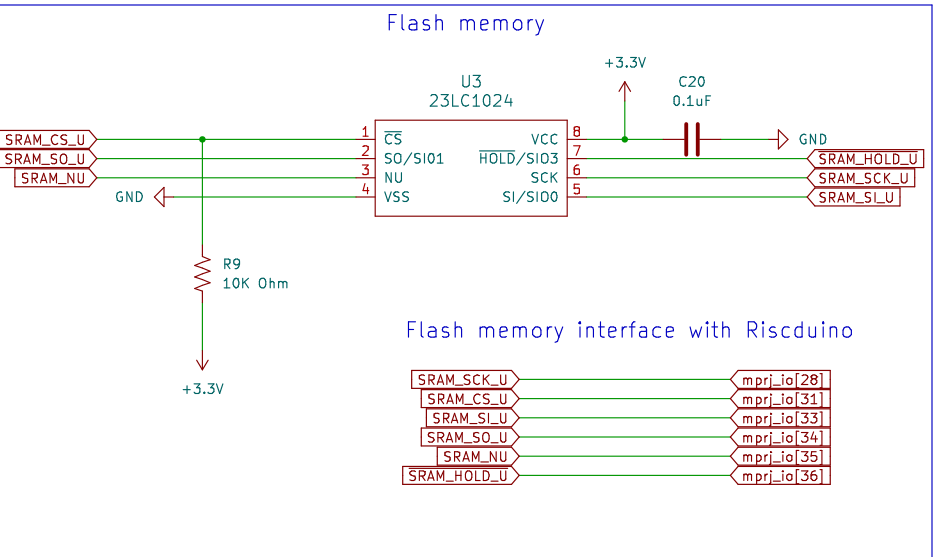 Flash memory
+3.3V
U3
23LC1024
C20
0.1uF
SRAM_CS_U
SRAM_SO_U
SRAM_NU
GND
1
2
3
4
CS
SO/SIO1
NU
VSS
VCC
HOLD/SIO3
SCK
SI/SIO0
8
7
6
5
GND
SRAM_HOLD_U
SRAM_SCK_U
SRAM_SI_U
R9
10K Ohm
+3.3V
Flash memory interface with Riscduino
SRAM_SCK_U mprj_io[28]
SRAM_CS_U mprj_io[31]
SRAM_SI_U mprj_io[33]
SRAM_SO_U mprj_io[34]
SRAM_NU mprj_io[35]
SRAM_HOLD_U mprj_io[36]